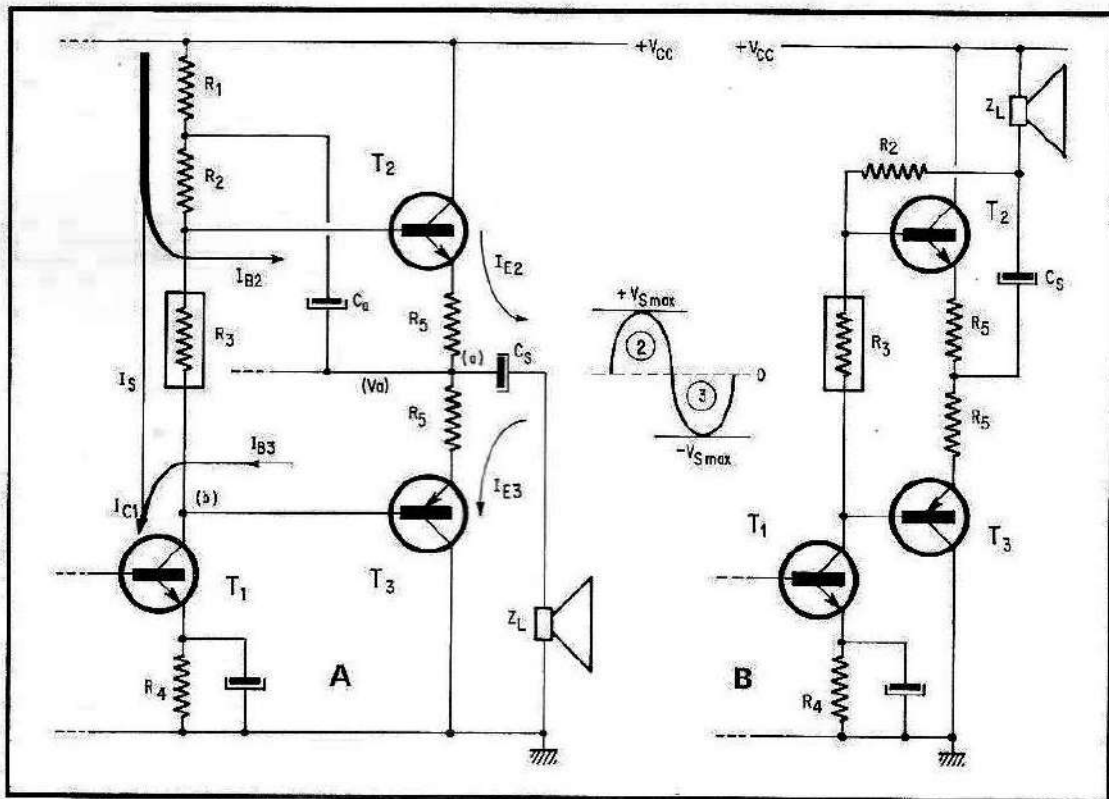 +VCC
+VCC
R1
ZL
R2
R2
T2
T2
IB2
IE2
Ca
R5
CS
+VSmax
R3
(a)
CS
2
R5
R3
IS
(Va)
0
R5
3
R5
IB3
-VSmax
IE3
IC1
(b)
T1
T3
T1
T3
ZL
R4
A
B
R4